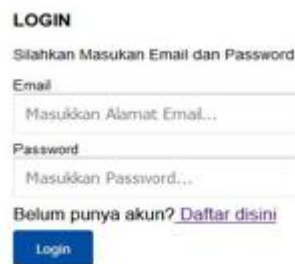 LOGIN
Silahkan Masukan Email dan Password
Email
Masukkan Alamat Email...
Password
Masukkan Password...
Belum punya akun? Daftar disini
Login